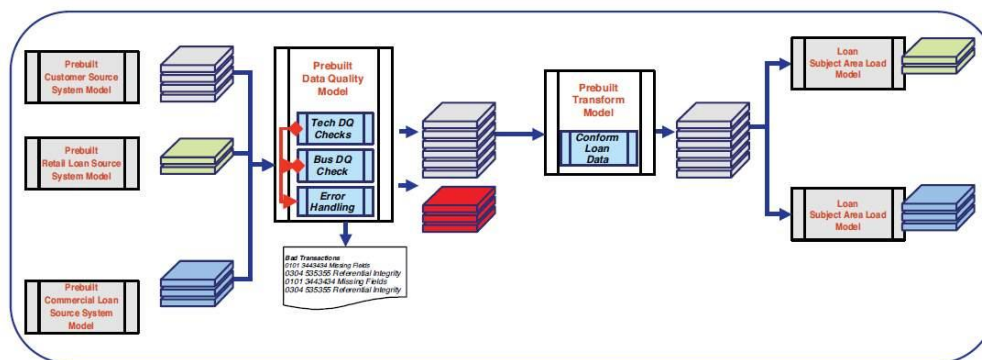 Prebuilt
Customer Source
System Model
Prebuilt
Retail Loan Source
System Model
Prebuilt
Commercial Loan
Source System
Model
Prebuilt
Data Quality
Model
Tech DQ
Checks
Bus DQ
Check
Error
Handling
Bad Transactions
0101 3443434 Missing Fields
0304 535355 Referential Integrity
0101 3443434 Missing Fields
0304 535355 Referential Integrity
Prebuilt
Transform
Model
Conform
Loan
Data
Loan
Subject Area Load
Model
Loan
Subject Area Load
Model